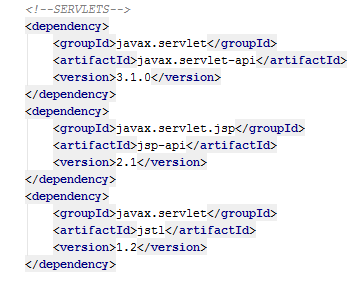 <!--SERVLETS-->
<dependency>
    <groupId>javax.servlet</groupId>
    <artifactId>javax.servlet-api</artifactId>
    <version>3.1.0</version>
</dependency>
<dependency>
    <groupId>javax.servlet.jsp</groupId>
    <artifactId>jsp-api</artifactId>
    <version>2.1</version>
</dependency>
<dependency>
    <groupId>javax.servlet</groupId>
    <artifactId>jstl</artifactId>
    <version>1.2</version>
</dependency>